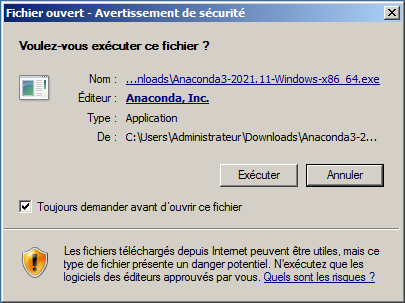 Fichier ouvert - Avertissement de sécurité
Voulez-vous exécuter ce fichier ?
Nom : ...nloads\Anaconda3-2021.11-Windows-x86_64.exe
Éditeur : Anaconda, Inc.
Type : Application
De : C:\Users\Administrateur\Downloads\Anaconda3-2...
Exécuter Annuler
Toujours demander avant d'ouvrir ce fichier
Les fichiers téléchargés depuis Internet peuvent être utiles, mais ce
type de fichier présente un danger potentiel. N'exécutez que les
logiciels des éditeurs approuvés par vous. Quels sont les risques ?